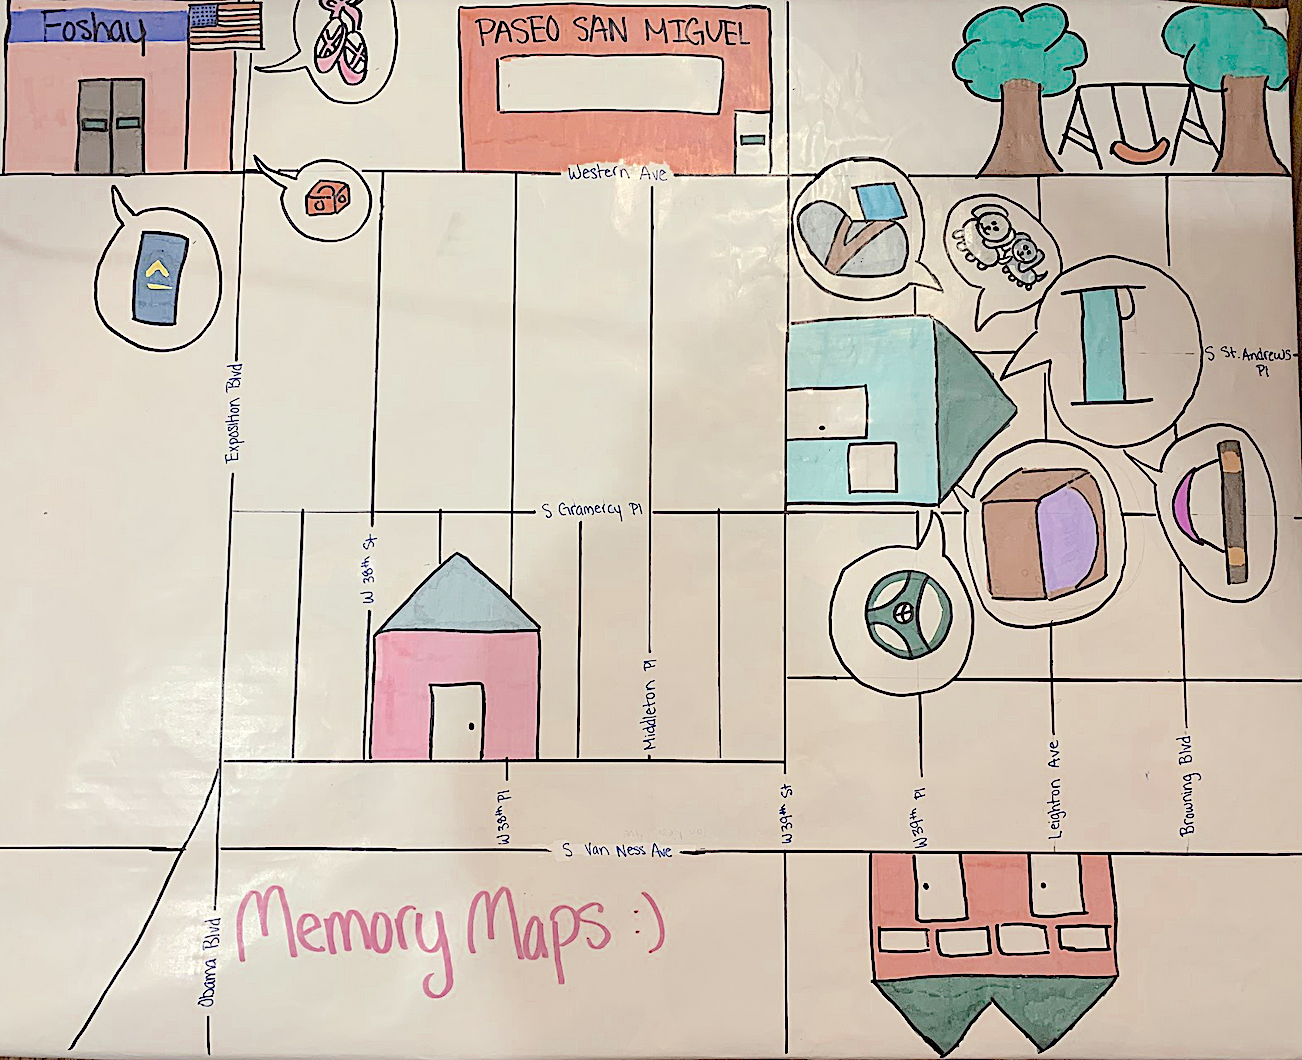 Foshay
PASEO SAN MIGUEL
Western Ave
S St. Andrews
Pl
Exposition Blvd
S Gramercy Pl
W 38th St
Middleton Pl
W 38th Pl
W 39th St
W 39th Pl
Leighton Ave
Browning Blvd
S Van Ness Ave
Memory Maps :)
Obama Blvd